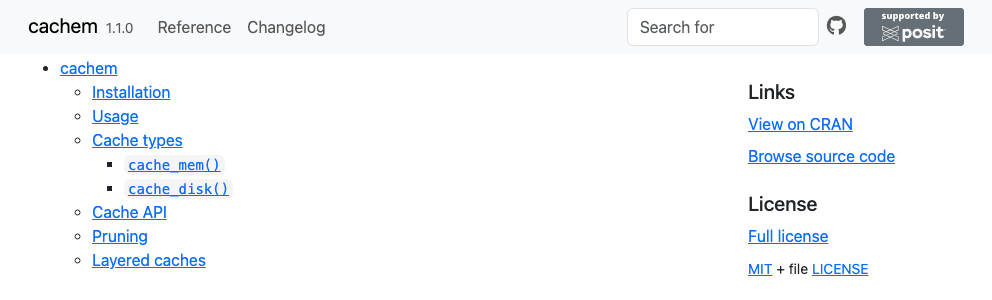 cachem 1.1.0 Reference Changelog Search for supported by posit
cachem
Installation
Usage
Cache types
cache_mem()
cache_disk()
Cache API
Pruning
Layered caches
Links
View on CRAN
Browse source code
License
Full license
MIT + file LICENSE